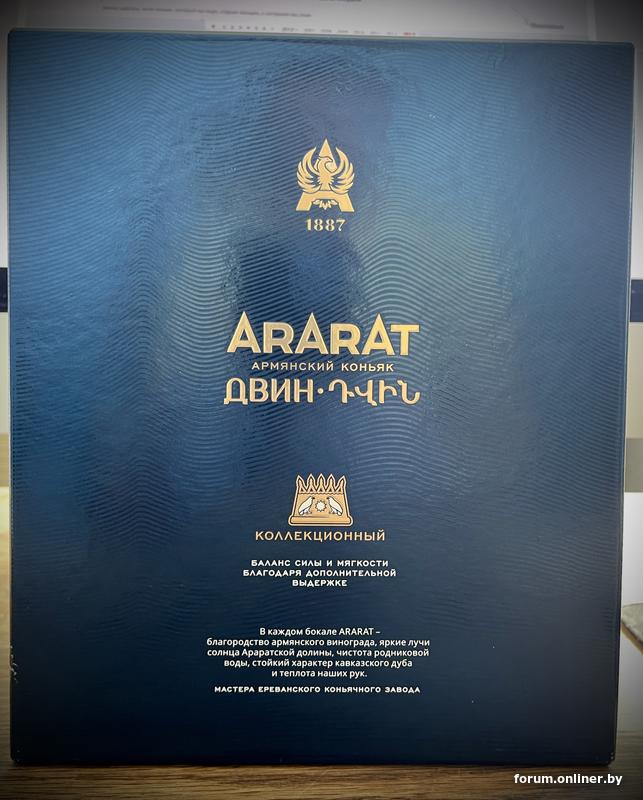 1887
ARARAT
АРМЯНСКИЙ КОНЬЯК
ДВИН·ԴՎԻՆ
КОЛЛЕКЦИОННЫЙ
БАЛАНС СИЛЫ И МЯГКОСТИ
БЛАГОДАРЯ ДОПОЛНИТЕЛЬНОЙ
ВЫДЕРЖКЕ
В каждом бокале ARARAT –
благородство армянского винограда, яркие лучи
солнца Араратской долины, чистота родниковой
воды, стойкий характер кавказского дуба
и теплота наших рук.
МАСТЕРА ЕРЕВАНСКОГО КОНЬЯЧНОГО ЗАВОДА
forum.onliner.by